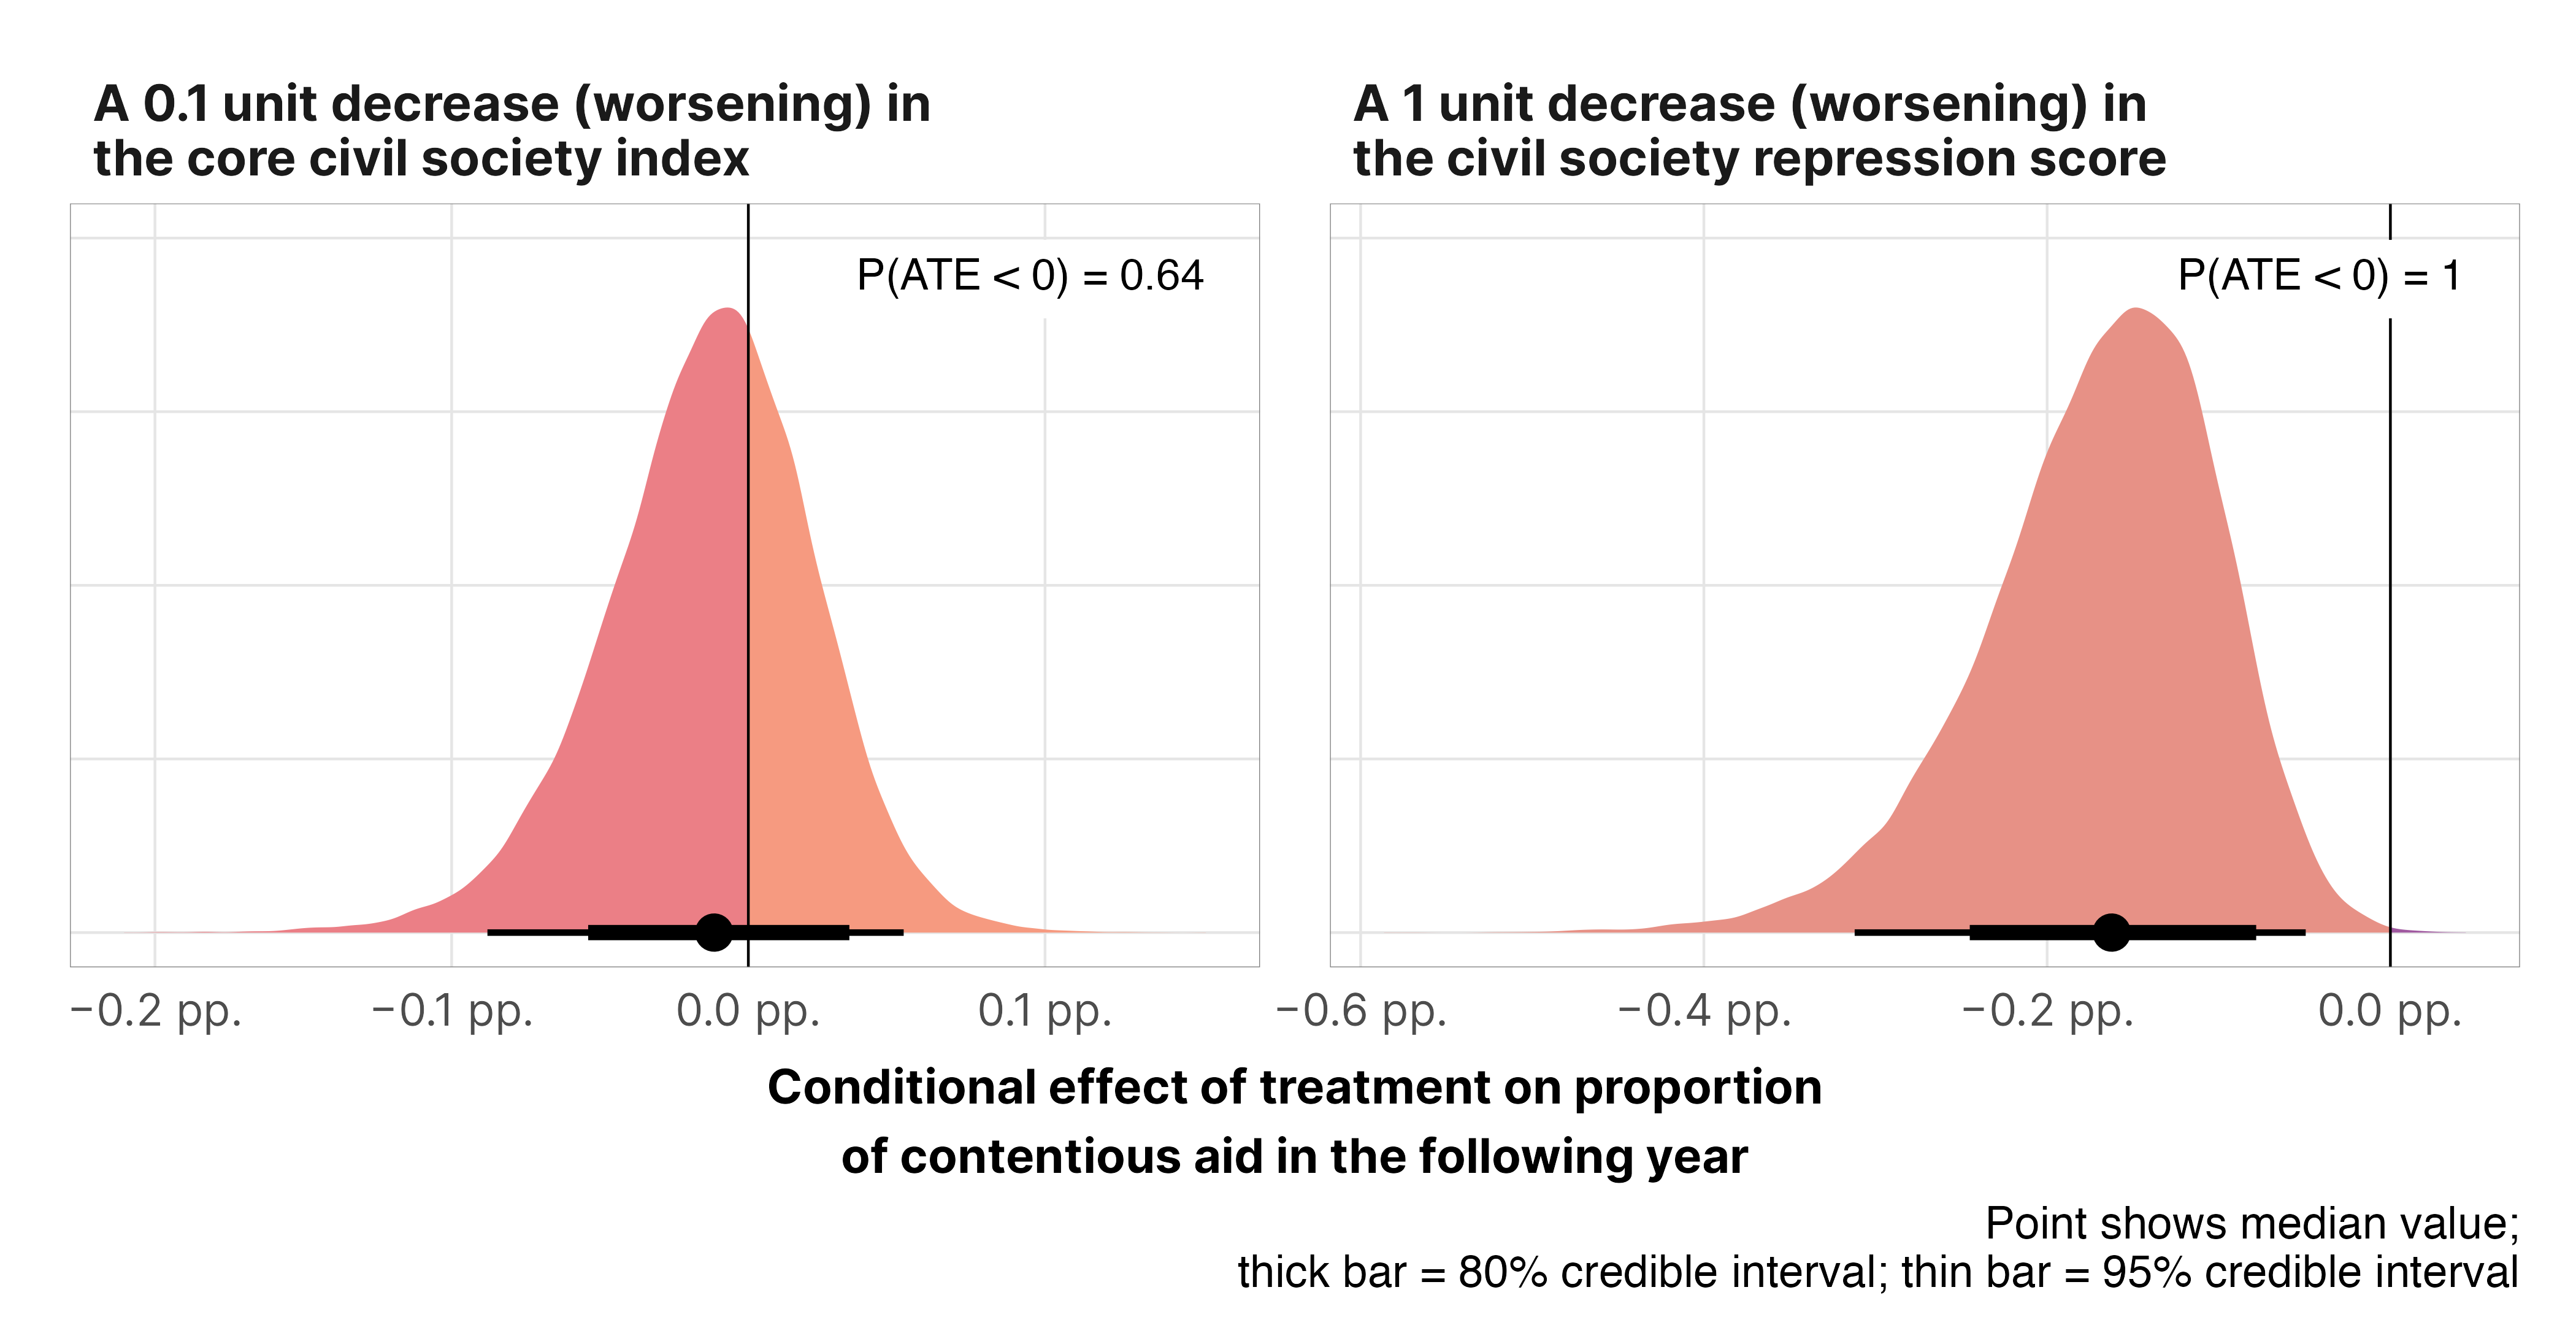 A 0.1 unit decrease (worsening) in
the core civil society index
A 1 unit decrease (worsening) in
the civil society repression score
P(ATE < 0) = 0.64
P(ATE < 0) = 1
−0.2 pp.
−0.1 pp.
0.0 pp.
0.1 pp.
−0.6 pp.
−0.4 pp.
−0.2 pp.
0.0 pp.
Conditional effect of treatment on proportion
of contentious aid in the following year
Point shows median value;
thick bar = 80% credible interval; thin bar = 95% credible interval